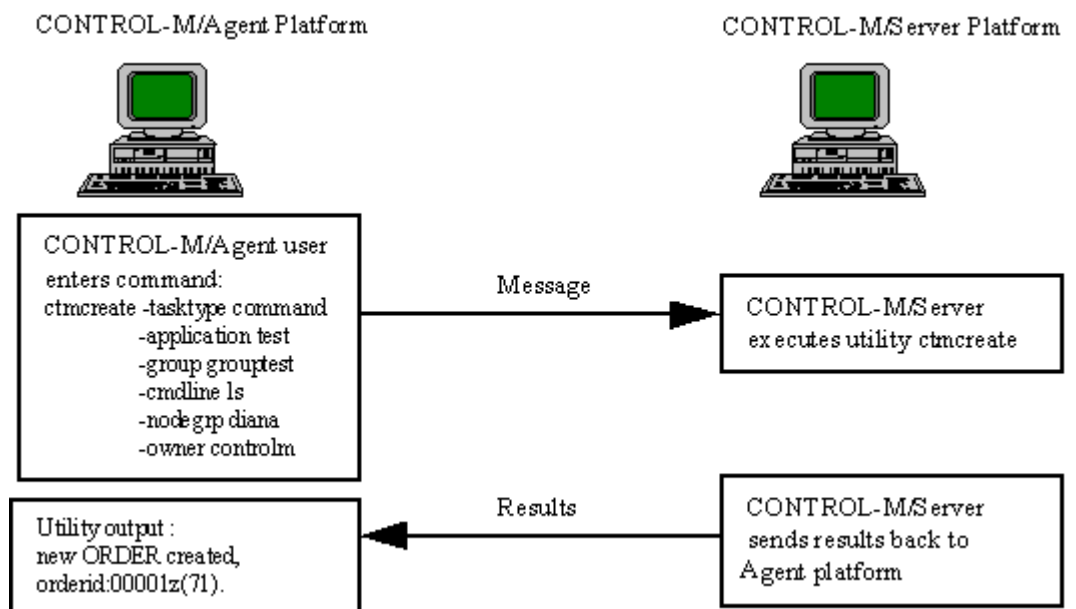 CONTROL-M/Agent Platform
CONTROL-M/Server Platform
CONTROL-M/Agent user
enters command:
ctmcreate -tasktype command
-application test
-group grouptest
-cmdline ls
-nodegrp diana
-owner controlm
Message
CONTROL-M/Server
executes utility ctmcreate
Utility output :
new ORDER created,
orderid:00001z(71).
Results
CONTROL-M/Server
sends results back to
Agent platform